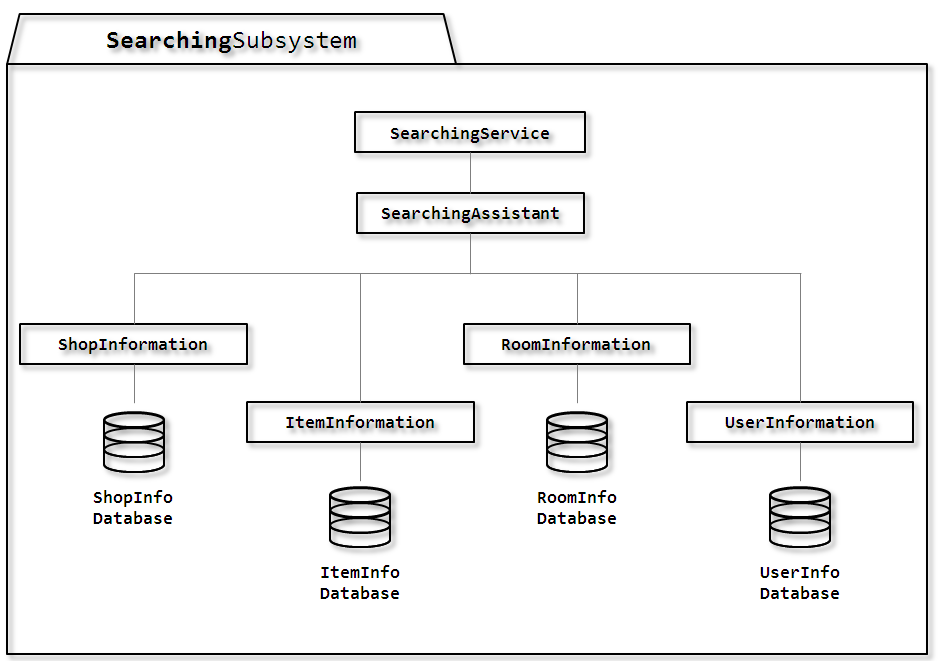 SearchingSubsystem
SearchingService
SearchingAssistant
ShopInformation
RoomInformation
ItemInformation
UserInformation
ShopInfo
Database
RoomInfo
Database
ItemInfo
Database
UserInfo
Database